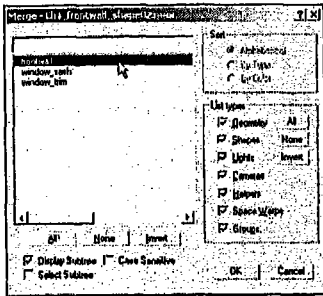 Merge -
Sort
Alphabetical
By Type
By Color
frontwall
window_sash
window_trim
List types
Geometry All
Shapes None
Lights Invert
Cameras
Helpers
Space Warps
Groups
All None Invert
Display Subtree Case Sensitive
Select Subtree
OK Cancel